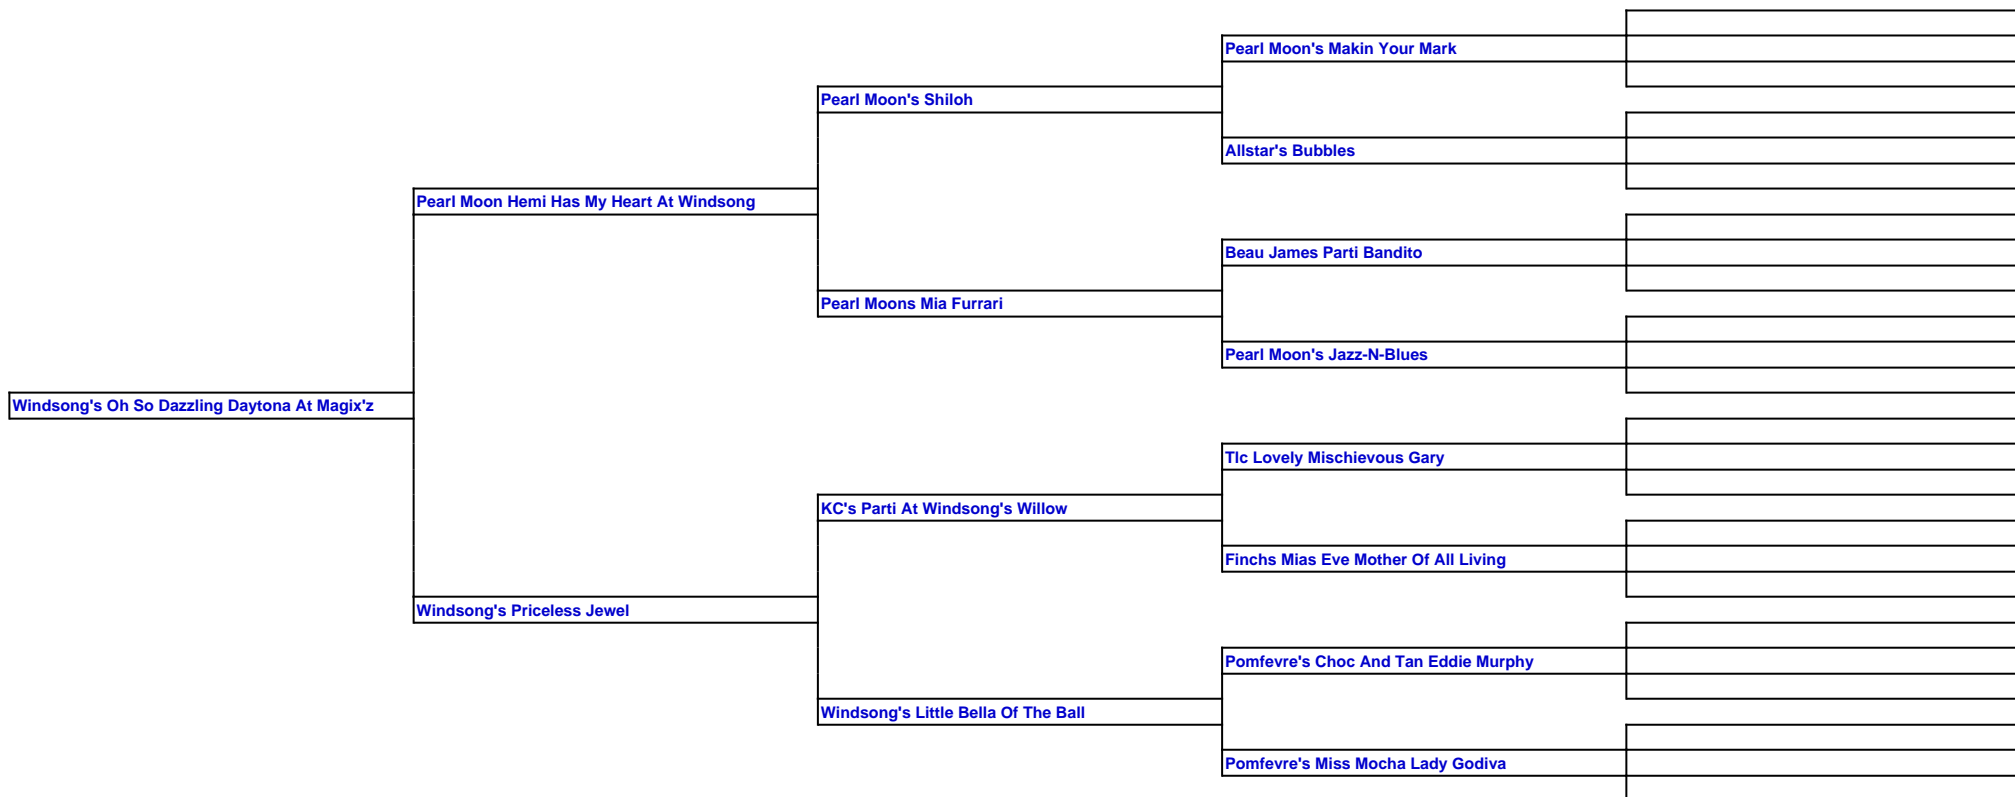 Pearl Moon's Makin Your Mark
Pearl Moon's Shiloh
Allstar's Bubbles
Pearl Moon Hemi Has My Heart At Windsong
Beau James Parti Bandito
Pearl Moons Mia Furrari
Pearl Moon's Jazz-N-Blues
Windsong's Oh So Dazzling Daytona At Magix'z
Tlc Lovely Mischievous Gary
KC's Parti At Windsong's Willow
Finchs Mias Eve Mother Of All Living
Windsong's Priceless Jewel
Pomfevre's Choc And Tan Eddie Murphy
Windsong's Little Bella Of The Ball
Pomfevre's Miss Mocha Lady Godiva